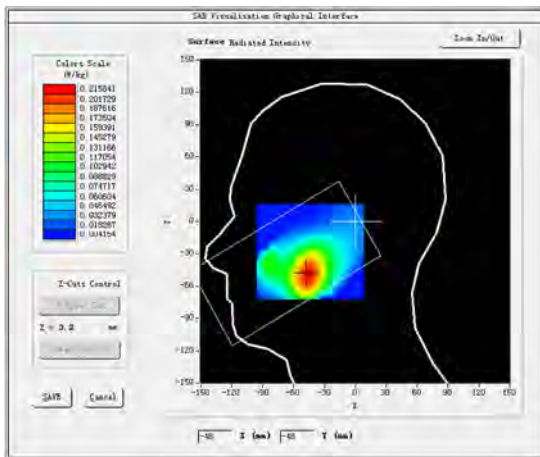 SAR Visualisation Graphical Interface
Surface Radiated Intensity
Zoom In/Out
Colors Scale
(W/kg)
0.215841
0.201729
0.187616
0.173504
0.159391
0.145279
0.131166
0.117054
0.102942
0.088829
0.074717
0.060604
0.046492
0.032379
0.018267
0.004154
150
120
90
60
30
0
-30
-60
-90
-120
-150
Y
-150 -120 -90 -60 -30 0 30 60 90 120 150
X
Z-Cuts Control
Z = 3.2 mm
SAVE Cancel
-48 X (mm) -48 Y (mm)